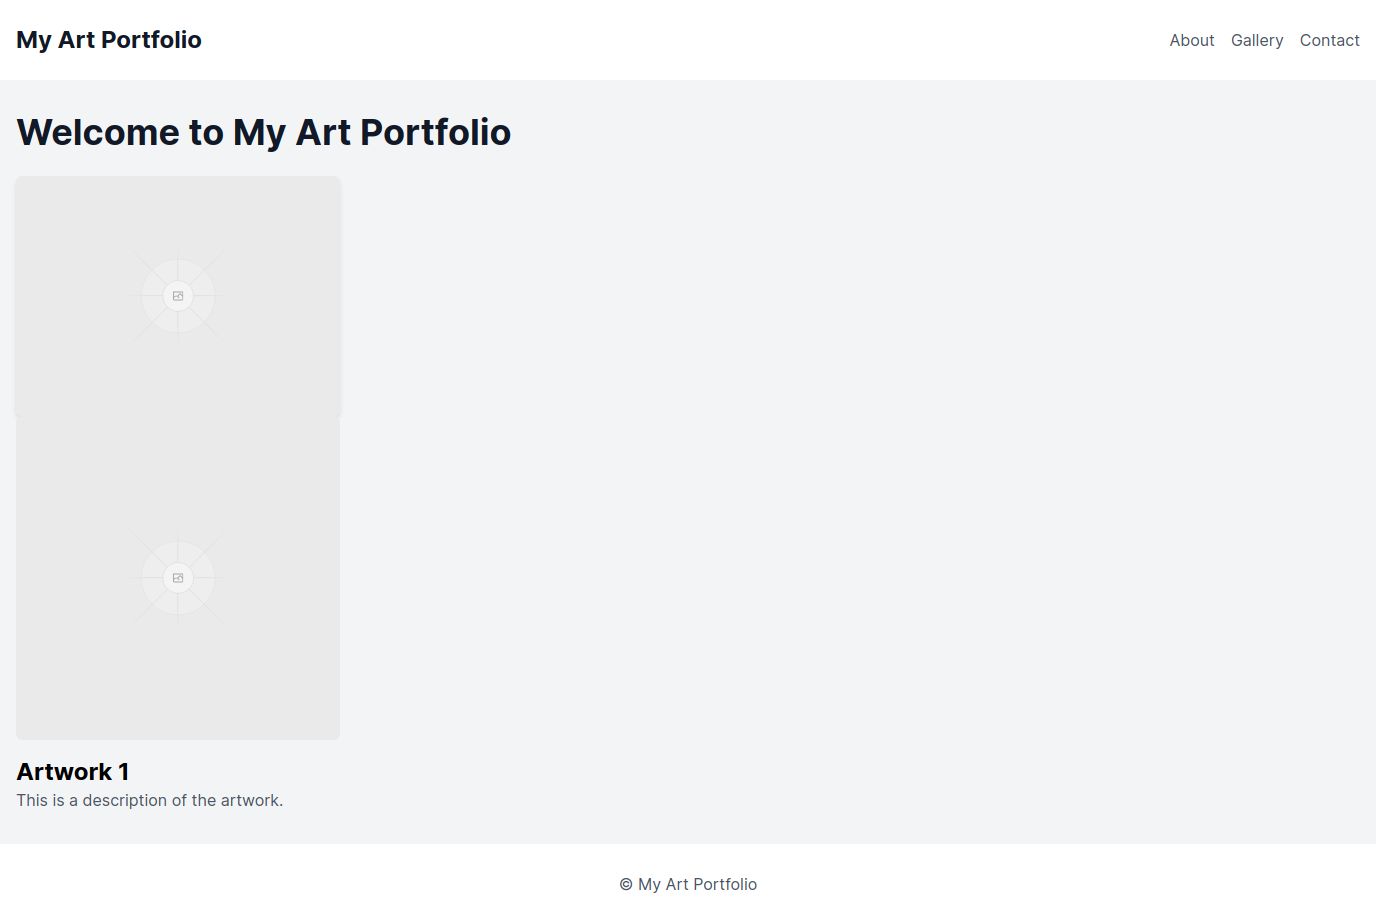 My Art Portfolio
About Gallery Contact
Welcome to My Art Portfolio
Artwork 1
This is a description of the artwork.
© My Art Portfolio